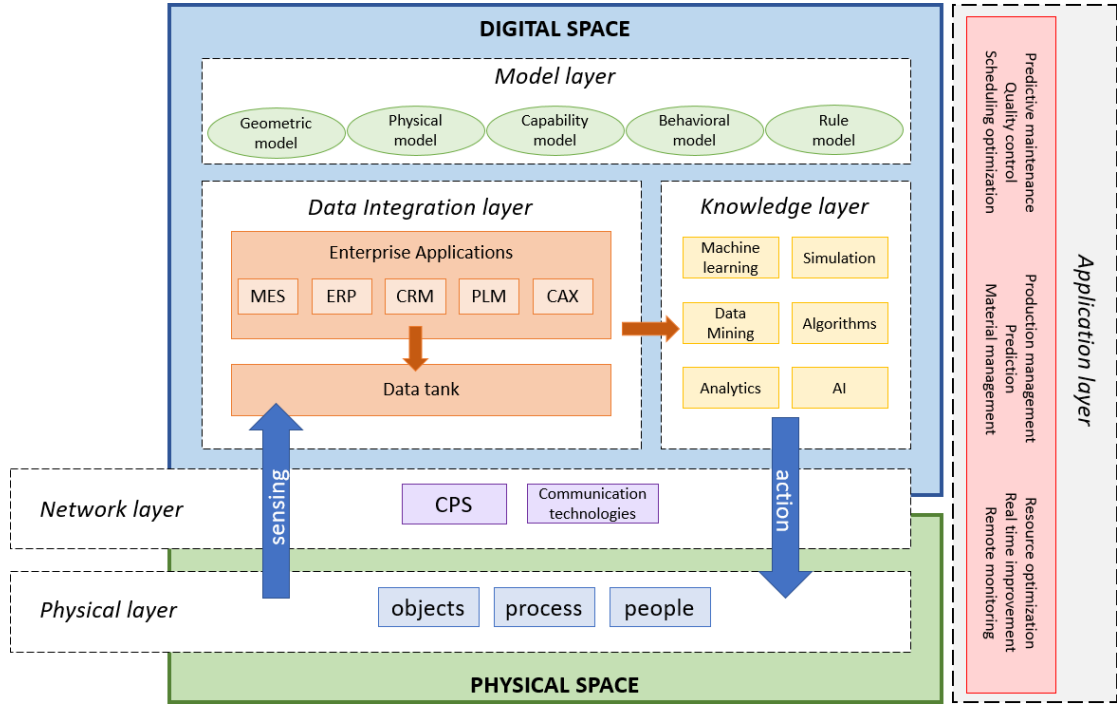 DIGITAL SPACE
Model layer
Geometric
model
Physical
model
Capability
model
Behavioral
model
Rule
model
Data Integration layer
Enterprise Applications
MES
ERP
CRM
PLM
CAX
Data tank
Knowledge layer
Machine
learning
Simulation
Data
Mining
Algorithms
Analytics
AI
sensing
action
Network layer
CPS
Communication
technologies
Physical layer
objects
process
people
PHYSICAL SPACE
Predictive maintenance
Quality control
Scheduling optimization
Production management
Prediction
Material management
Resource optimization
Real time improvement
Remote monitoring
Application layer